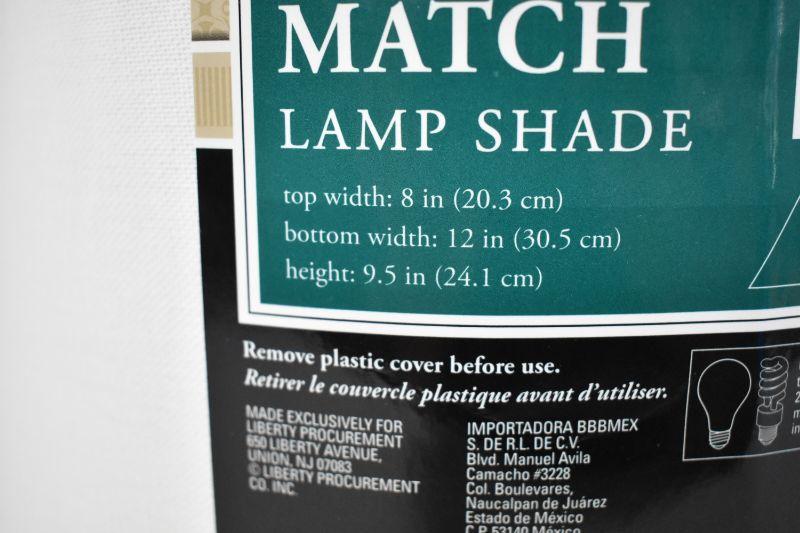 MATCH
LAMP SHADE
top width: 8 in (20.3 cm)
bottom width: 12 in (30.5 cm)
height: 9.5 in (24.1 cm)
Remove plastic cover before use.
Retirer le couvercle plastique avant d'utiliser.
MADE EXCLUSIVELY FOR
LIBERTY PROCUREMENT
650 LIBERTY AVENUE,
UNION, NJ 07083
© LIBERTY PROCUREMENT
CO. INC.
IMPORTADORA BBBMEX
S. DE R.L. DE C.V.
Blvd. Manuel Avila
Camacho #3228
Col. Boulevares,
Naucalpan de Juárez
Estado de México
C.P. 53140 México